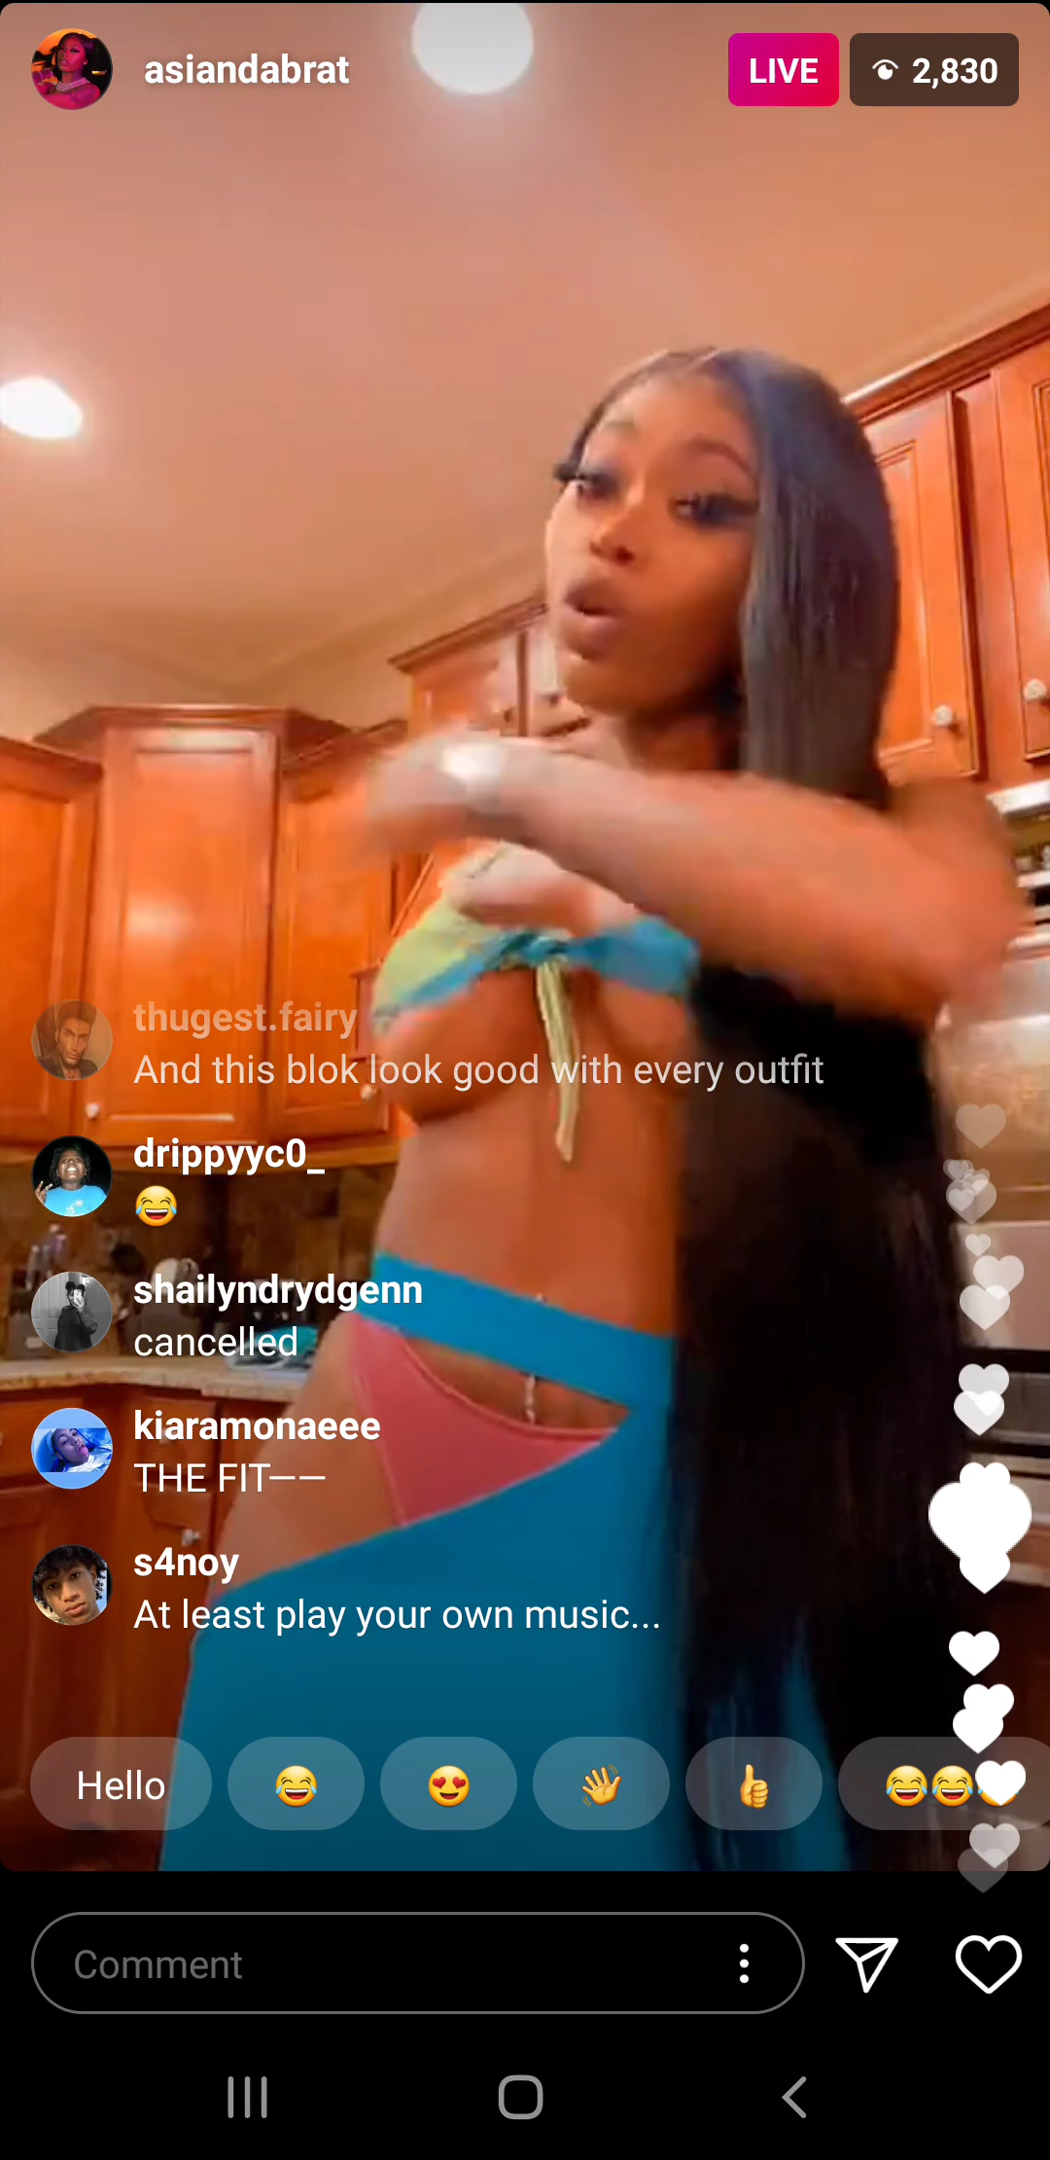 asiandabrat
LIVE
2,830
thugest.fairy
And this blok look good with every outfit
drippyyc0_
😂
shailyndrydgenn
cancelled
kiaramonaeee
THE FIT——
s4noy
At least play your own music...
Hello
Comment